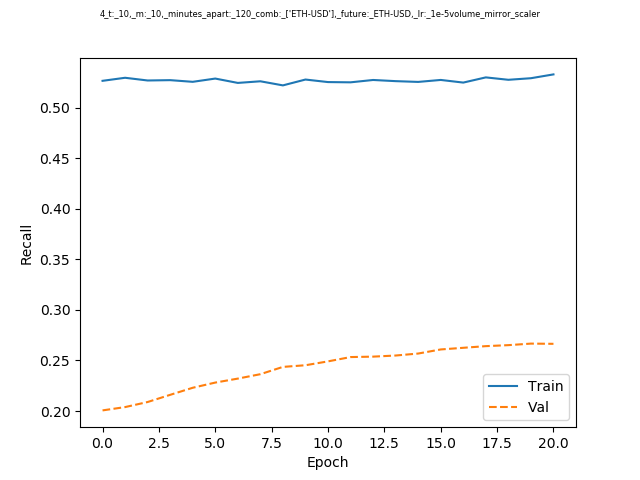 4_t:_10,_m:_10,_minutes_apart:_120_comb:_['ETH-USD'],_future:_ETH-USD,_lr:_1e-5volume_mirror_scaler
0.50
0.45
0.40
0.35
0.30
0.25
0.20
Recall
Train
Val
0.0 2.5 5.0 7.5 10.0 12.5 15.0 17.5 20.0
Epoch